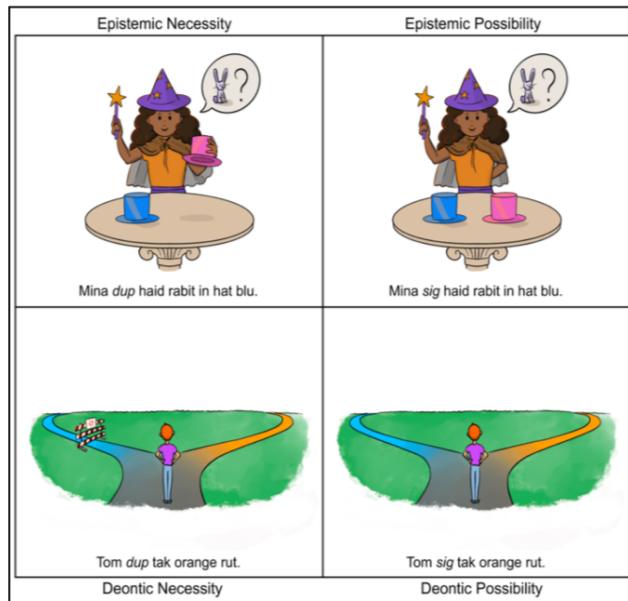 Epistemic Necessity
Epistemic Possibility
?
?
Mina dup haid rabit in hat blu.
Mina sig haid rabit in hat blu.
Tom dup tak orange rut.
Tom sig tak orange rut.
Deontic Necessity
Deontic Possibility